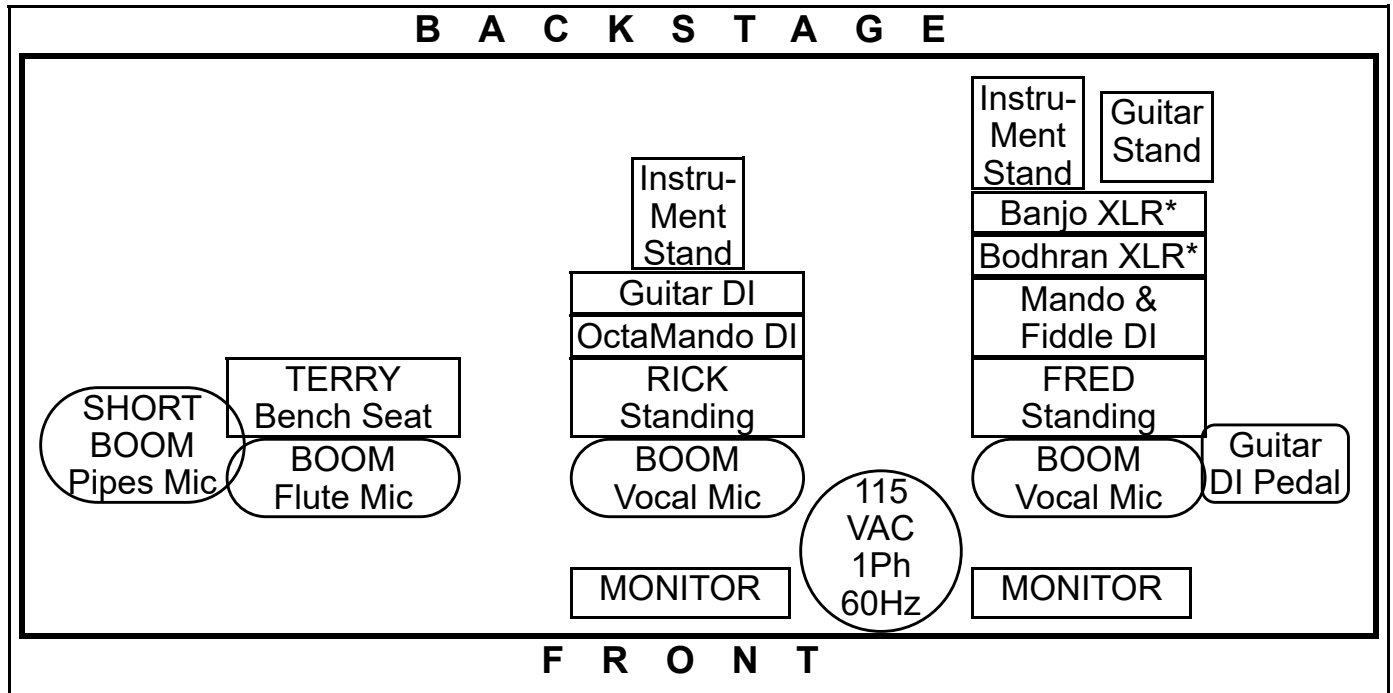 B A C K S T A G E
Instru-
Ment
Stand
Guitar
Stand
Instru-
Ment
Stand
Banjo XLR*
Bodhran XLR*
Guitar DI
OctaMando DI
Mando &
Fiddle DI
SHORT
BOOM
Pipes Mic
TERRY
Bench Seat
RICK
Standing
FRED
Standing
BOOM
Flute Mic
BOOM
Vocal Mic
BOOM
Vocal Mic
Guitar
DI Pedal
115
VAC
1Ph
60Hz
MONITOR
MONITOR
F R O N T